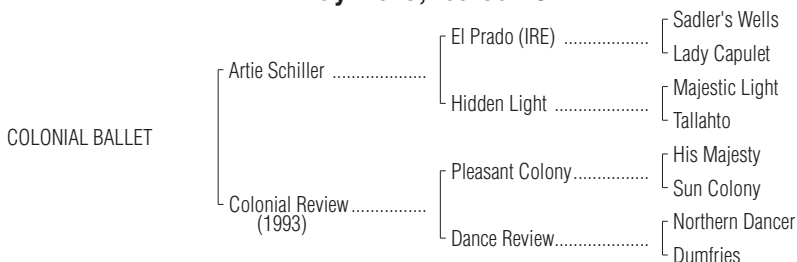 Sadler's Wells
El Prado (IRE) ..................
Lady Capulet
Artie Schiller ....................
Majestic Light
Hidden Light ....................
Tallahto
COLONIAL BALLET
His Majesty
Pleasant Colony................
Sun Colony
Colonial Review................
(1993)
Northern Dancer
Dance Review....................
Dumfries